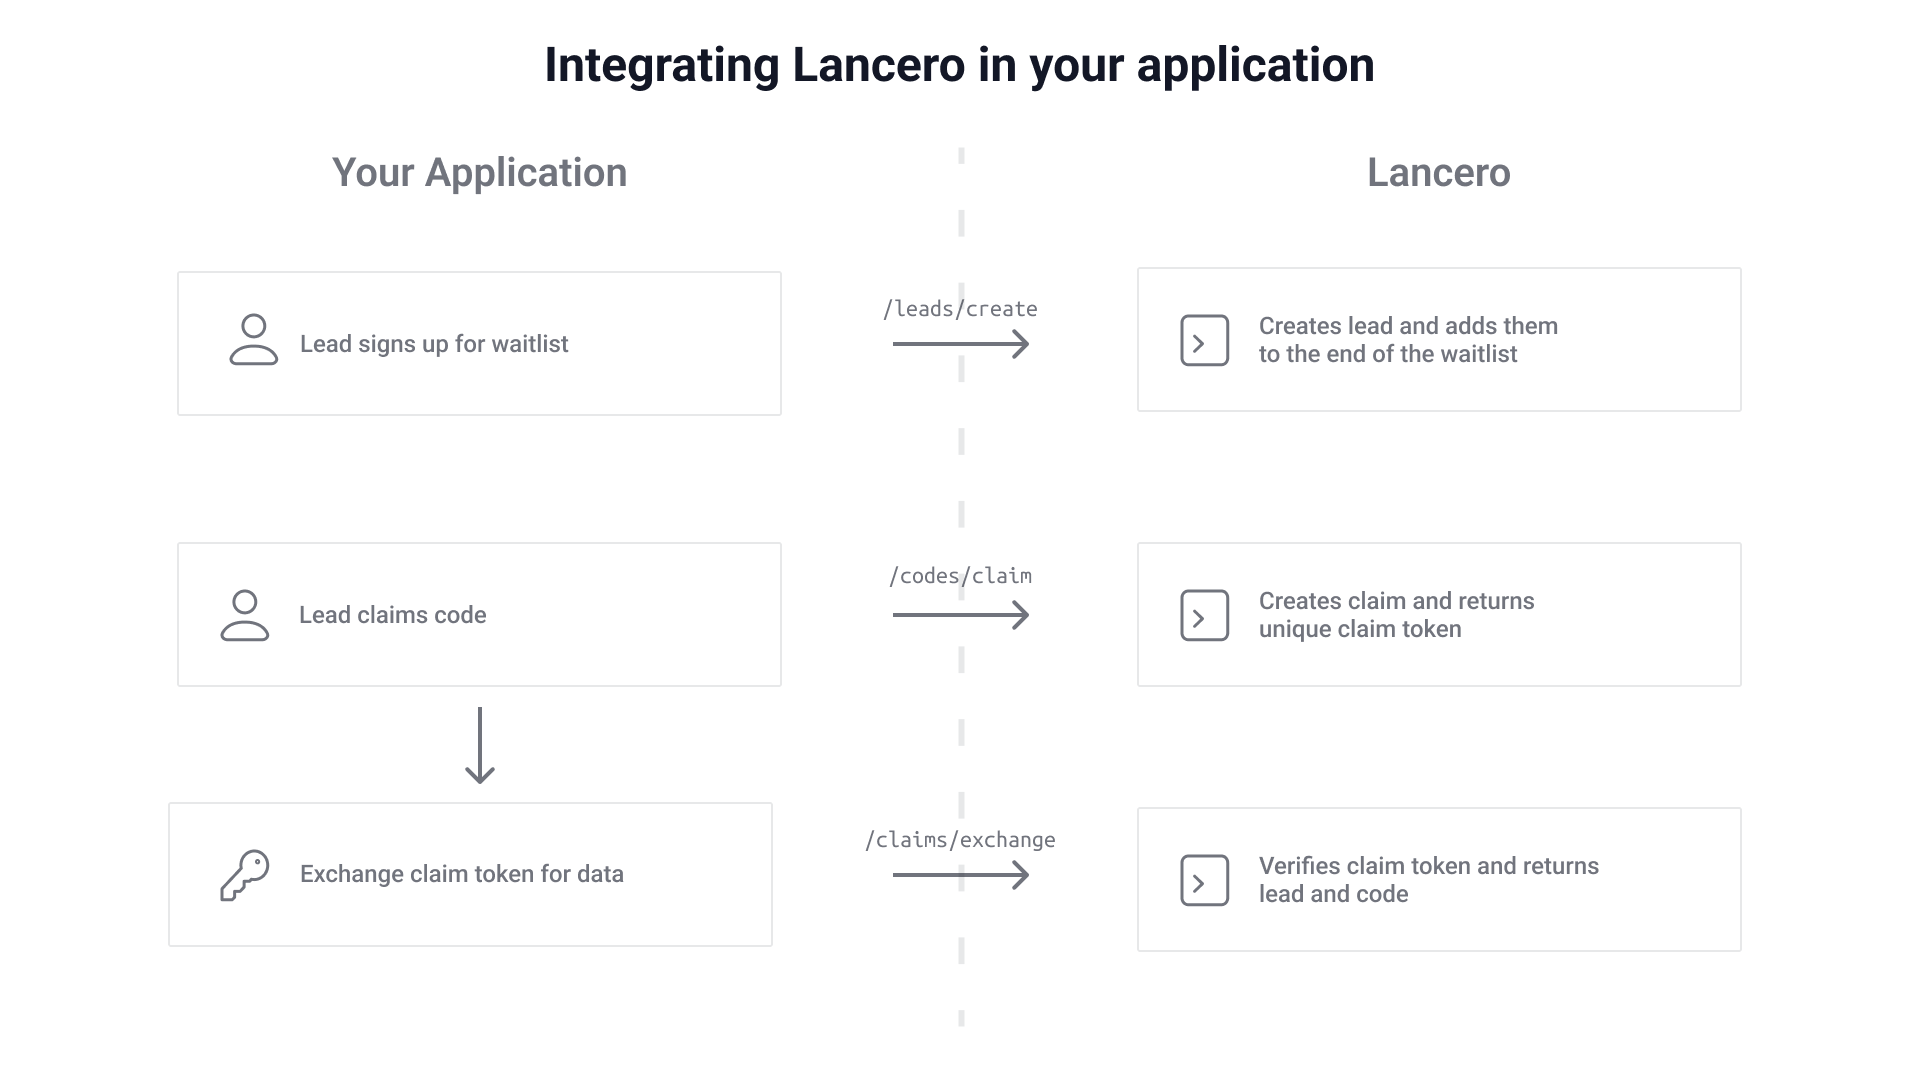 Integrating Lancero in your application
Your Application
Lancero
Lead signs up for waitlist
/leads/create
Creates lead and adds them
to the end of the waitlist
Lead claims code
/codes/claim
Creates claim and returns
unique claim token
Exchange claim token for data
/claims/exchange
Verifies claim token and returns
lead and code